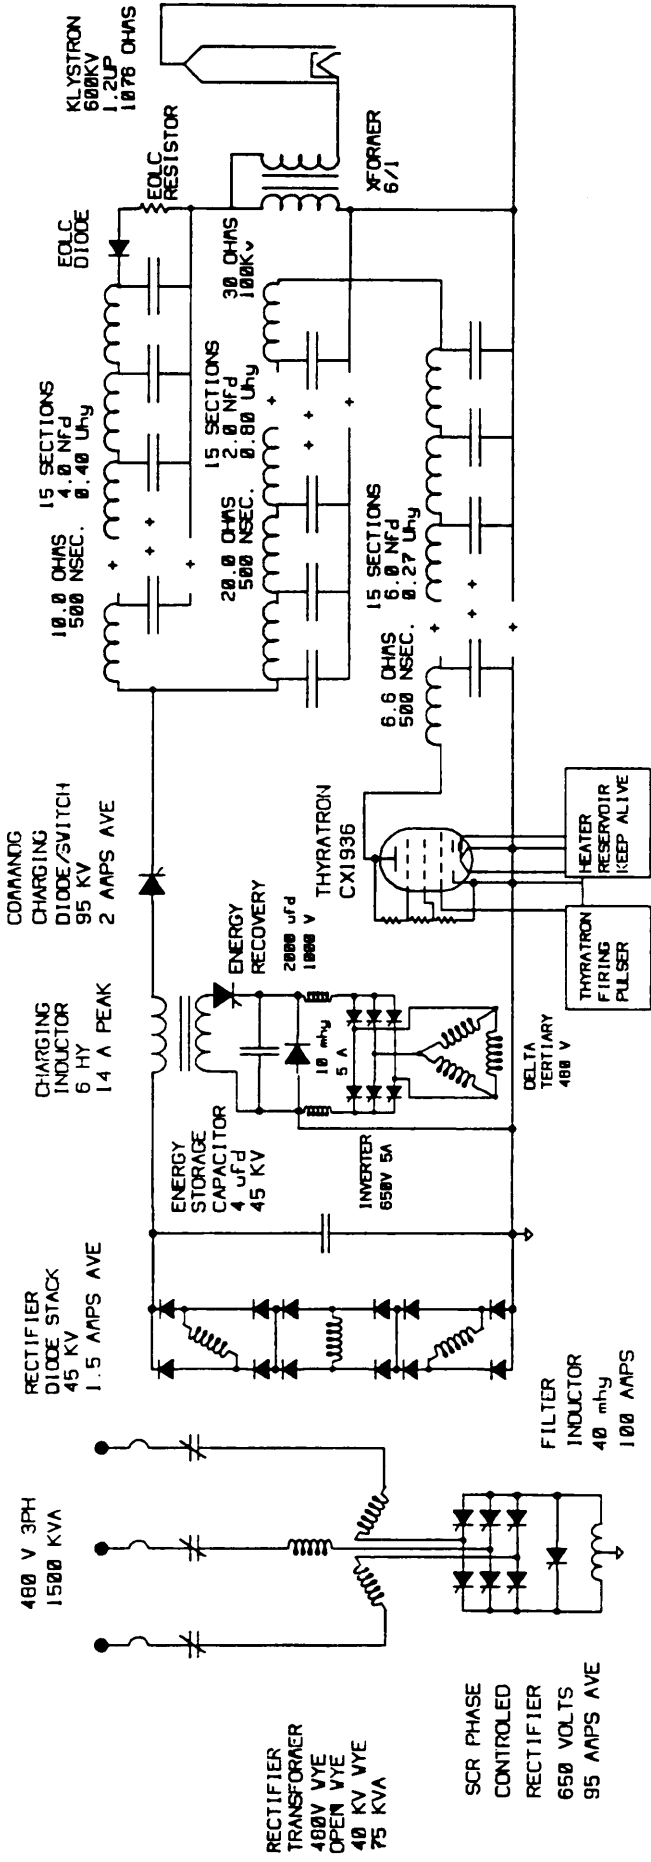 480 V 3PH
1500 KVA
RECTIFIER
TRANSFORMER
480V WYE
OPEN WYE
40 KV WYE
75 KVA
SCR PHASE
CONTROLED
RECTIFIER
650 VOLTS
95 AMPS AVE
FILTER
INDUCTOR
40 mhy
100 AMPS
RECTIFIER
DIODE STACK
45 KV
1.5 AMPS AVE
ENERGY
STORAGE
CAPACITOR
4 ufd
45 KV
CHARGING
INDUCTOR
6 HY
14 A PEAK
COMMANDG
CHARGING
DIODE/SWITCH
95 KV
2 AMPS AVE
ENERGY
RECOVERY
2000 ufd
1000 V
10 mhy
5 A
INVERTER
650V 5A
DELTA
TERTIARY
480 V
THYRATRON
CX1936
THYRATRON
FIRING
PULSER
HEATER
RESERVOIR
KEEP ALIVE
10.0 OHMS
500 NSEC.
15 SECTIONS
4.0 Nfd
0.40 Uhy
20.0 OHMS
500 NSEC.
15 SECTIONS
2.0 Nfd
0.80 Uhy
6.6 OHMS
500 NSEC.
15 SECTIONS
6.0 Nfd
0.27 Uhy
30 OHMS
100Kv
EOLC
DIODE
EOLC
RESISTOR
XFORMER
6/1
KLYSTRON
600KV
1.2UP
1076 OHMS